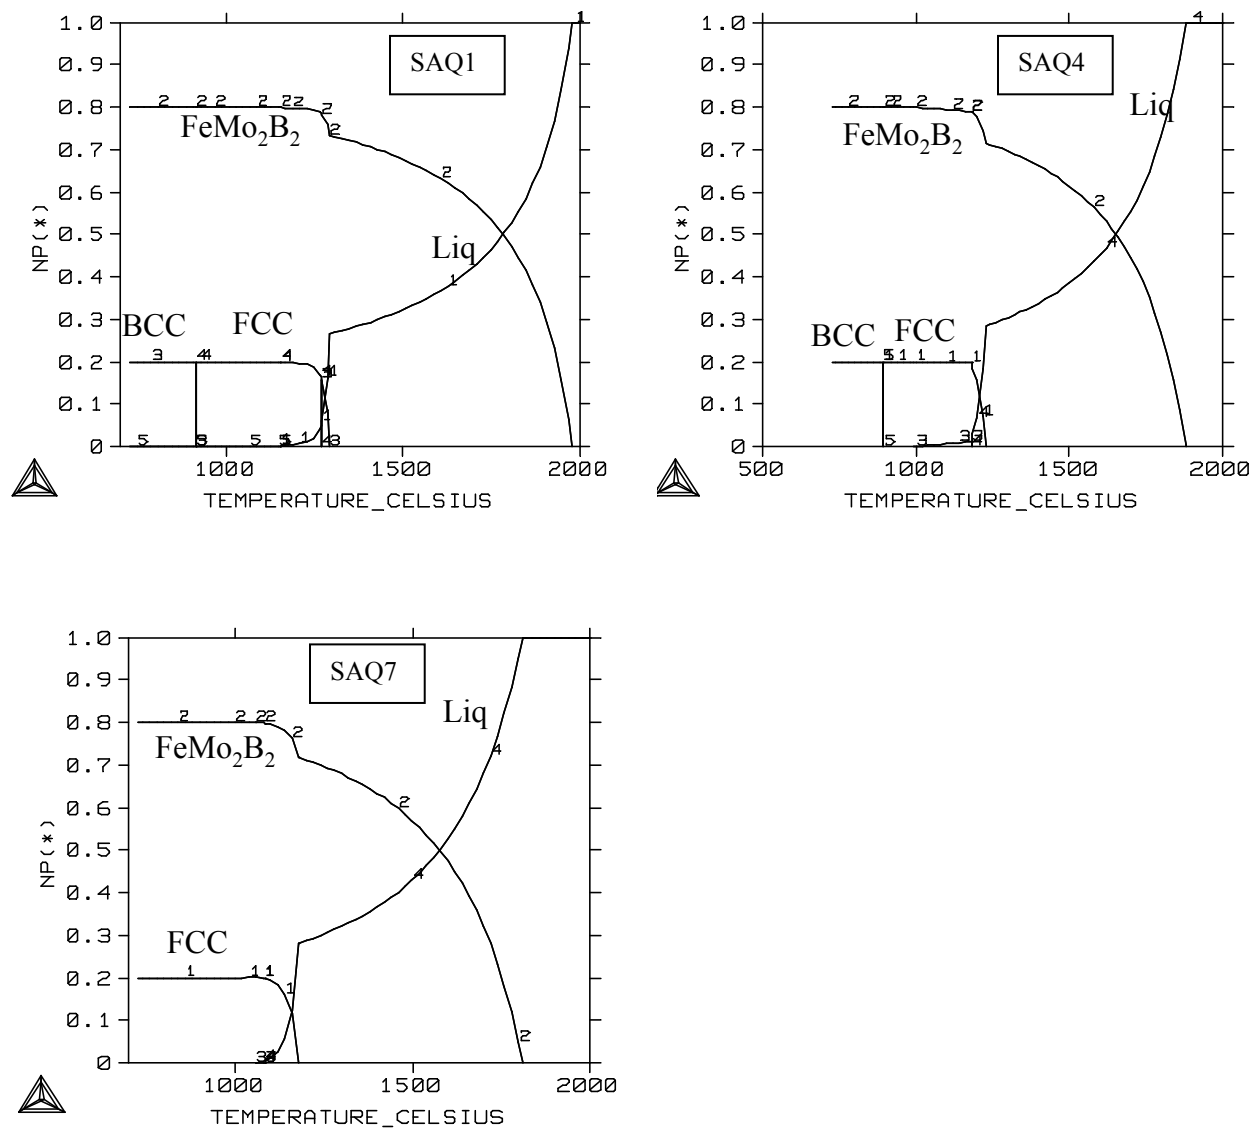 1.0
0.9
0.8
0.7
0.6
0.5
0.4
0.3
0.2
0.1
0
NP(*)
SAQ1
FeMo₂B₂
Liq
BCC FCC
1000 1500 2000
TEMPERATURE_CELSIUS
1.0
0.9
0.8
0.7
0.6
0.5
0.4
0.3
0.2
0.1
0
NP(*)
SAQ4
Liq
FeMo₂B₂
BCC FCC
500 1000 1500 2000
TEMPERATURE_CELSIUS
1.0
0.9
0.8
0.7
0.6
0.5
0.4
0.3
0.2
0.1
0
NP(*)
SAQ7
Liq
FeMo₂B₂
FCC
1000 1500 2000
TEMPERATURE_CELSIUS